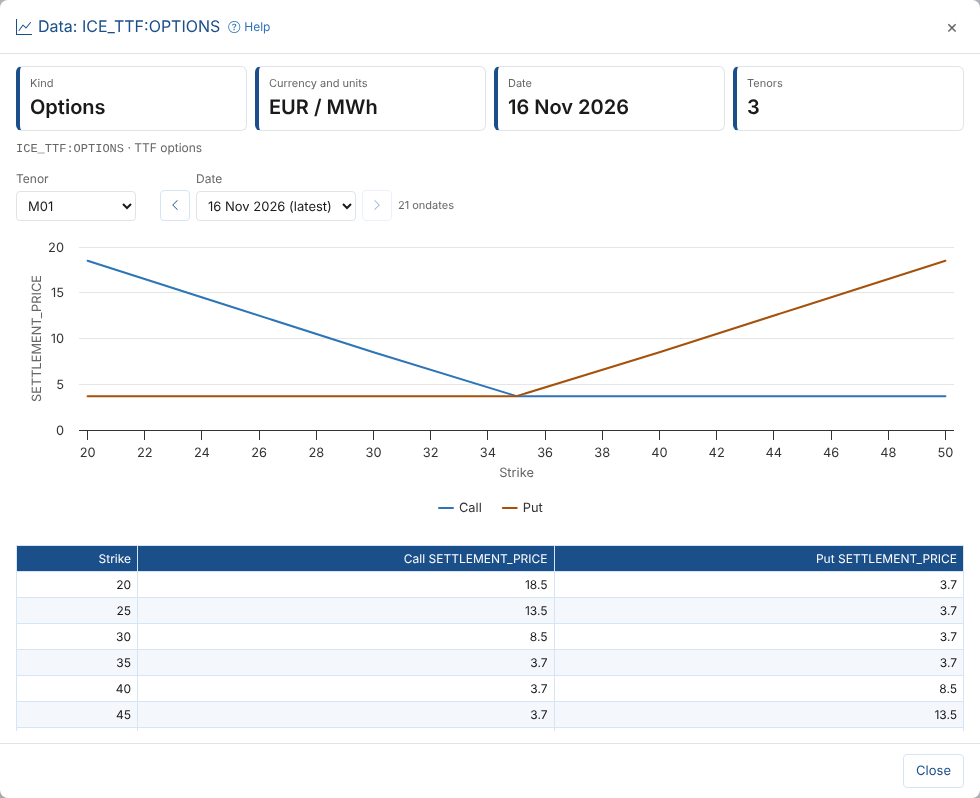 Data: ICE_TTF:OPTIONS Help ×
Kind
Options
Currency and units
EUR / MWh
Date
16 Nov 2026
Tenors
3
ICE_TTF:OPTIONS · TTF options
Tenor
M01
Date
16 Nov 2026 (latest)
21 ondates
SETTLEMENT_PRICE
20
15
10
5
0
20 22 24 26 28 30 32 34 36 38 40 42 44 46 48 50
Strike
Call Put
Strike Call SETTLEMENT_PRICE Put SETTLEMENT_PRICE
20 18.5 3.7
25 13.5 3.7
30 8.5 3.7
35 3.7 3.7
40 3.7 8.5
45 3.7 13.5
Close